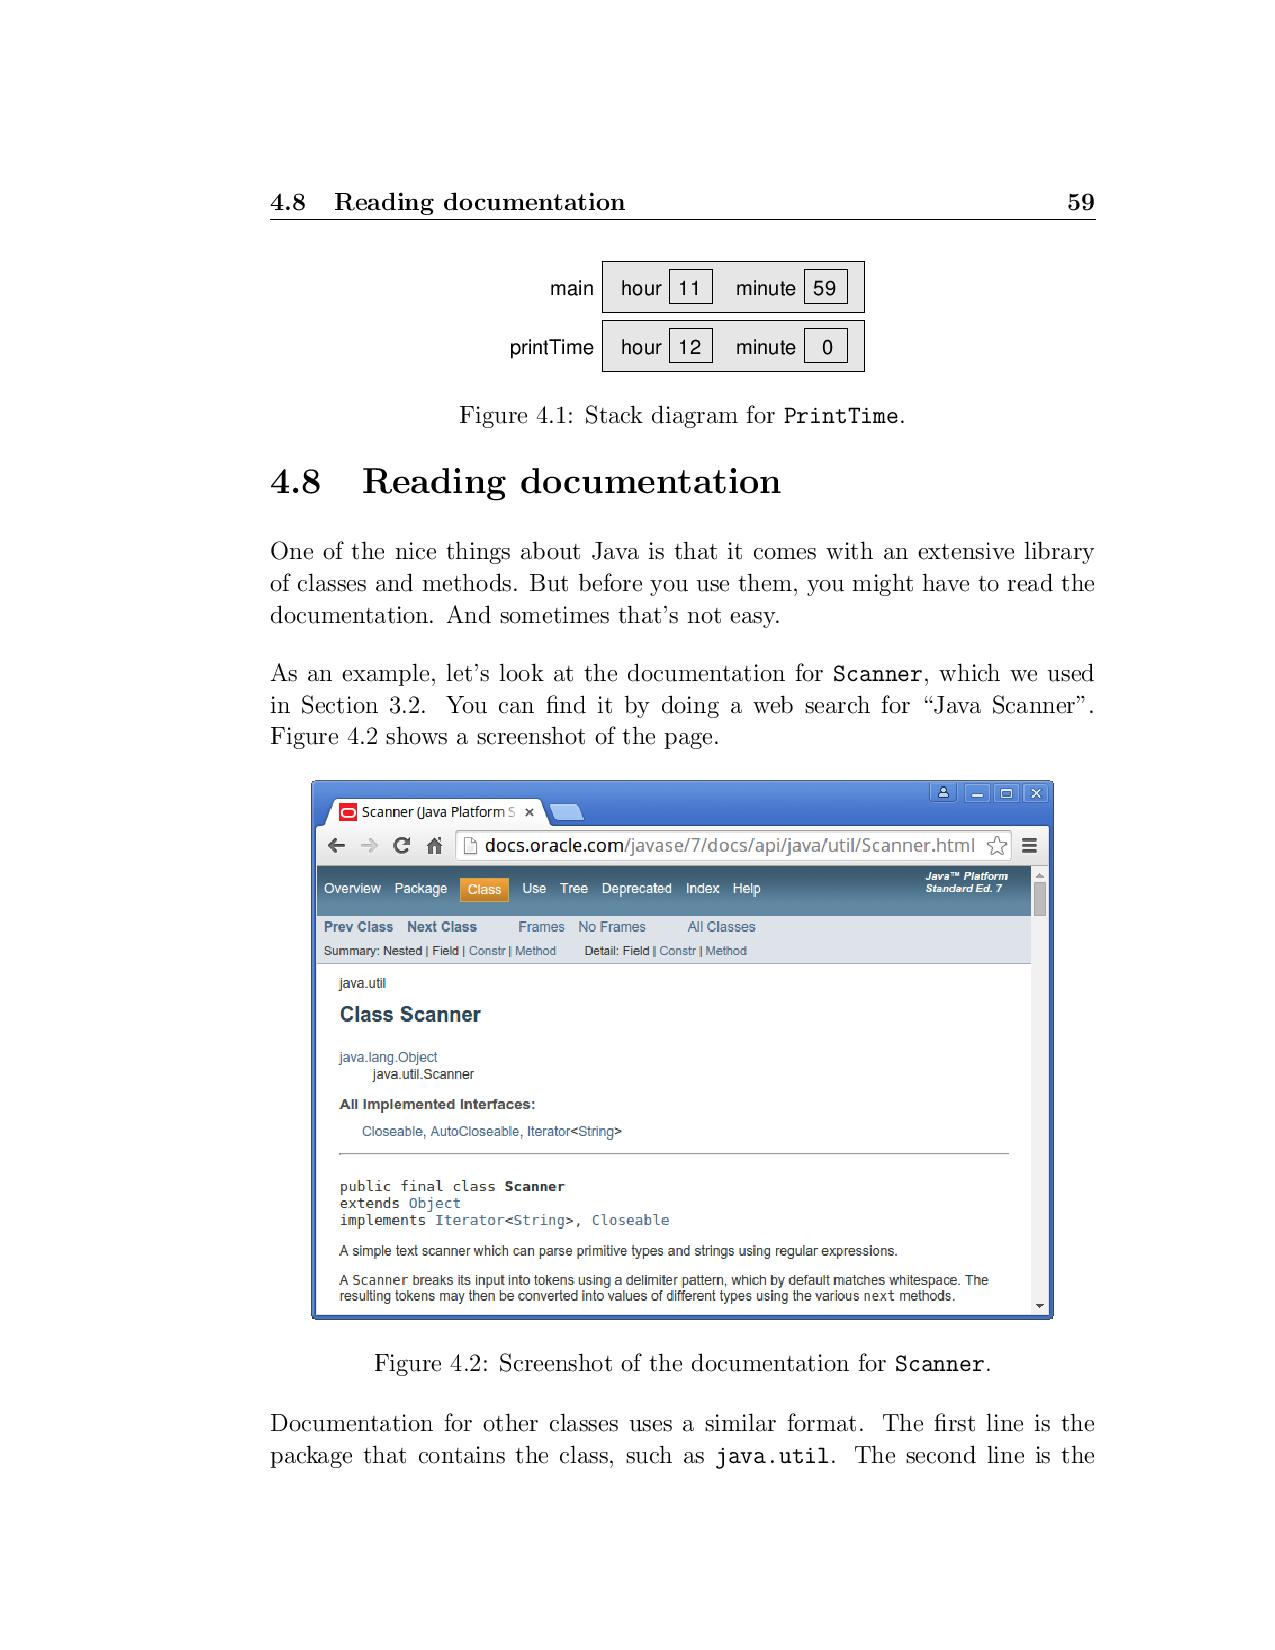 4.8 Reading documentation 59
main hour 11 minute 59
printTime hour 12 minute 0
Figure 4.1: Stack diagram for PrintTime.
4.8 Reading documentation
One of the nice things about Java is that it comes with an extensive library
of classes and methods. But before you use them, you might have to read the
documentation. And sometimes that's not easy.
As an example, let's look at the documentation for Scanner, which we used
in Section 3.2. You can find it by doing a web search for “Java Scanner”.
Figure 4.2 shows a screenshot of the page.
Scanner (Java Platform S
docs.oracle.com/javase/7/docs/api/java/util/Scanner.html
Overview Package Class Use Tree Deprecated Index Help
Java™ Platform
Standard Ed. 7
Prev Class Next Class Frames No Frames All Classes
Summary: Nested | Field | Constr | Method Detail: Field | Constr | Method
java.util
Class Scanner
java.lang.Object
java.util.Scanner
All Implemented Interfaces:
Closeable, AutoCloseable, Iterator<String>
public final class Scanner
extends Object
implements Iterator<String>, Closeable
A simple text scanner which can parse primitive types and strings using regular expressions.
A Scanner breaks its input into tokens using a delimiter pattern, which by default matches whitespace. The
resulting tokens may then be converted into values of different types using the various next methods.
Figure 4.2: Screenshot of the documentation for Scanner.
Documentation for other classes uses a similar format. The first line is the
package that contains the class, such as java.util. The second line is the